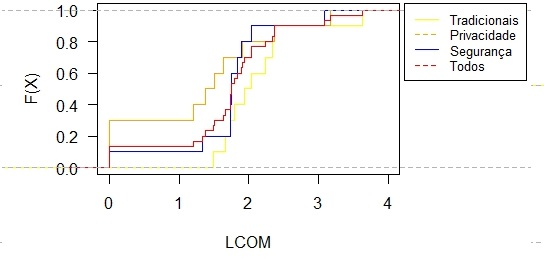 1.0
0.8
0.6
0.4
0.2
0.0
F(X)
0 1 2 3 4
LCOM
Tradicionais
Privacidade
Segurança
Todos